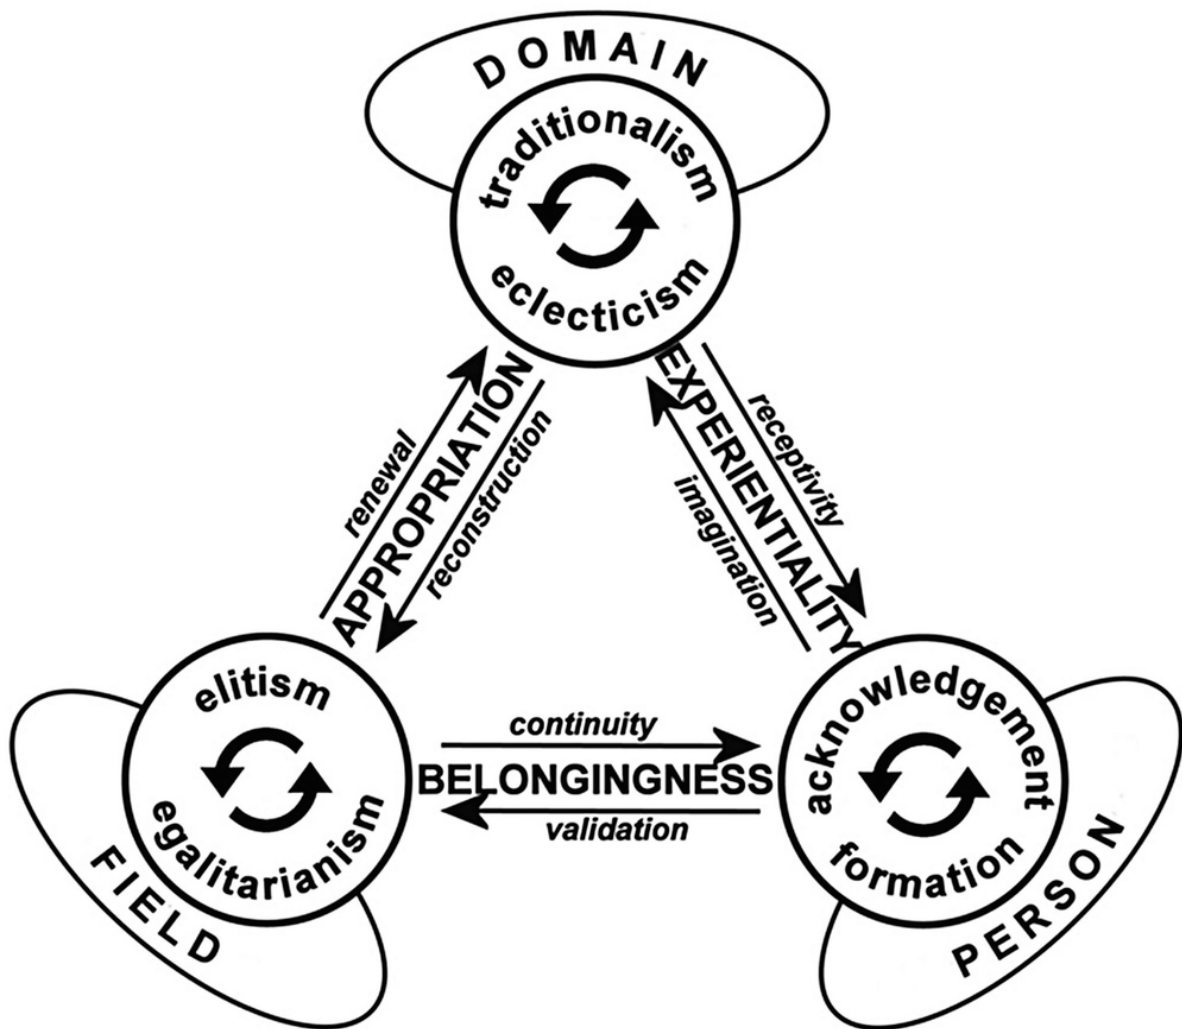 DOMAIN
traditionalism
eclecticism
renewal
APPROPRIATION
reconstruction
EXPERIENTIALITY
receptivity
imagination
elitism
egalitarianism
FIELD
continuity
BELONGINGNESS
validation
acknowledgement
formation
PERSON